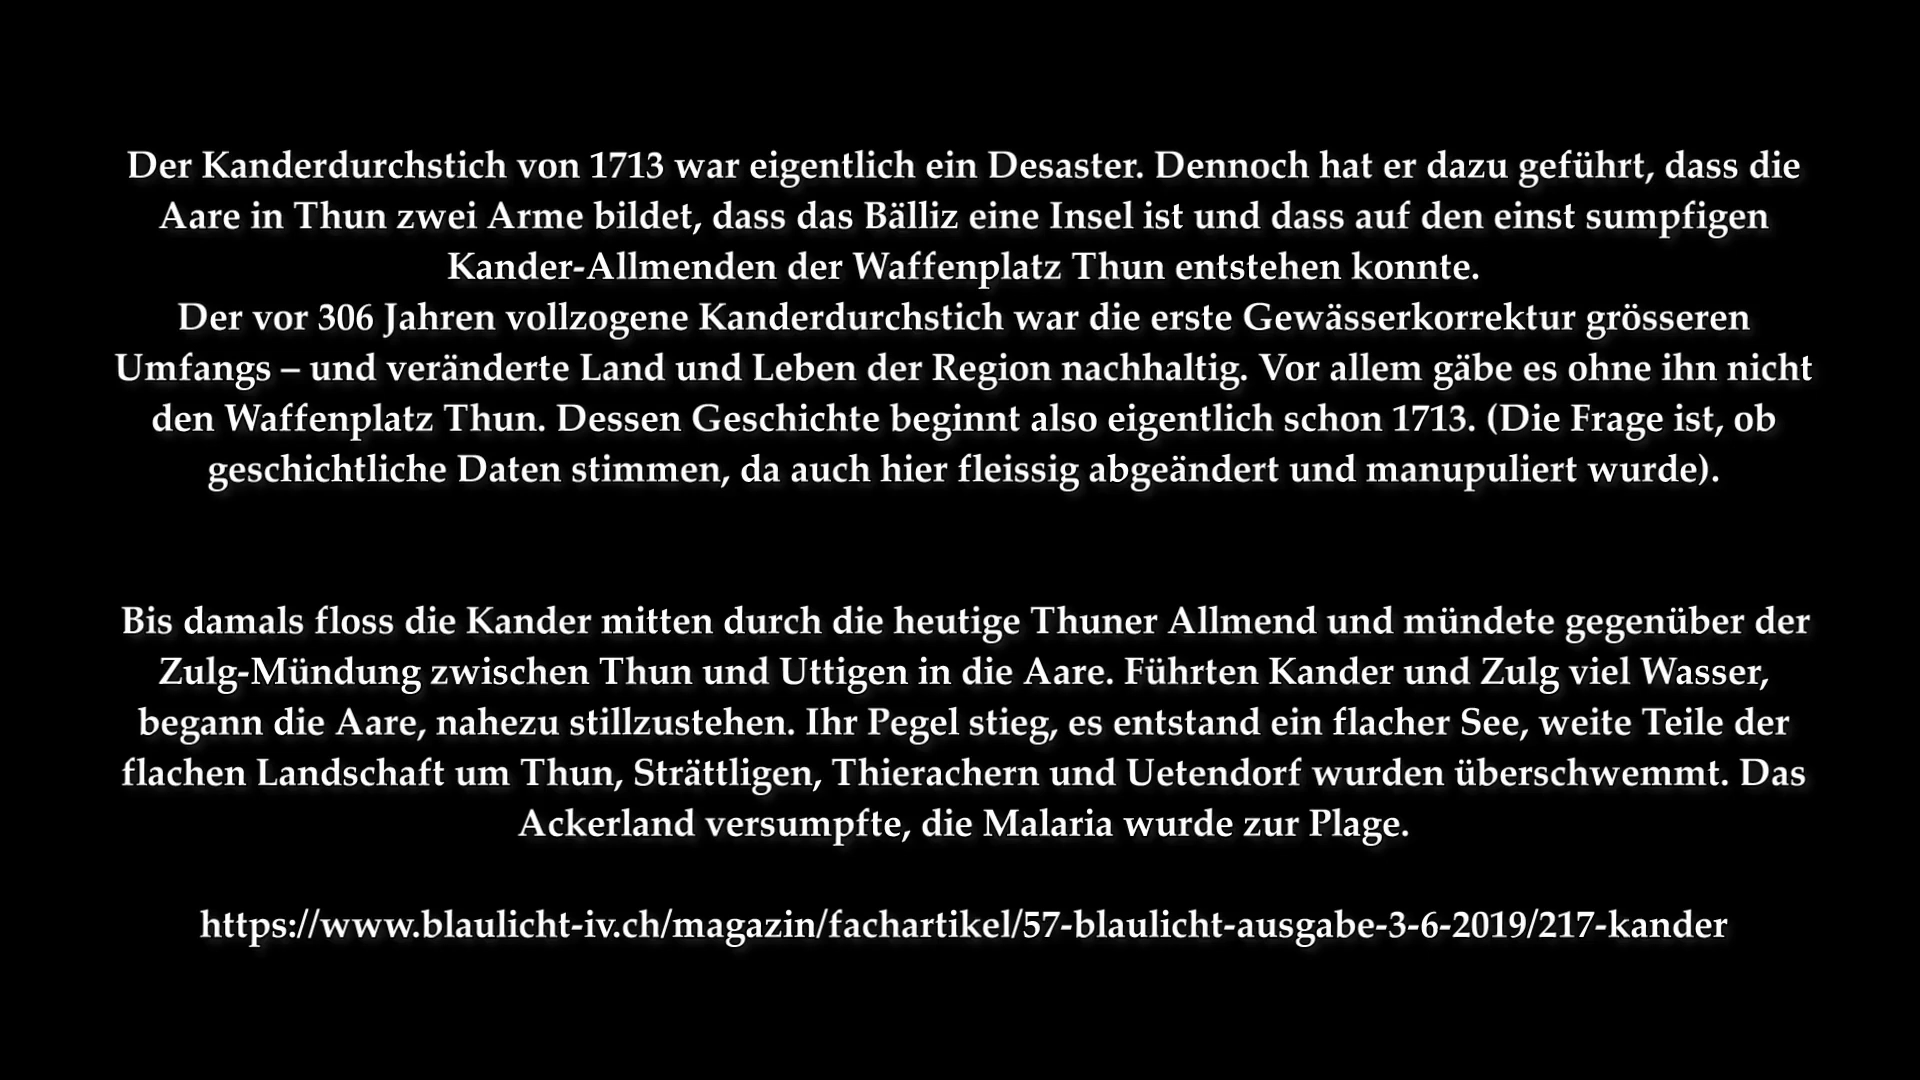 Der Kanderdurchstich von 1713 war eigentlich ein Desaster. Dennoch hat er dazu geführt, dass die
Aare in Thun zwei Arme bildet, dass das Bälliz eine Insel ist und dass auf den einst sumpfigen
Kander-Allmenden der Waffenplatz Thun entstehen konnte.
Der vor 306 Jahren vollzogene Kanderdurchstich war die erste Gewässerkorrektur grösseren
Umfangs – und veränderte Land und Leben der Region nachhaltig. Vor allem gäbe es ohne ihn nicht
den Waffenplatz Thun. Dessen Geschichte beginnt also eigentlich schon 1713. (Die Frage ist, ob
geschichtliche Daten stimmen, da auch hier fleissig abgeändert und manupuliert wurde).
Bis damals floss die Kander mitten durch die heutige Thuner Allmend und mündete gegenüber der
Zulg-Mündung zwischen Thun und Uttigen in die Aare. Führten Kander und Zulg viel Wasser,
begann die Aare, nahezu stillzustehen. Ihr Pegel stieg, es entstand ein flacher See, weite Teile der
flachen Landschaft um Thun, Strättligen, Thierachern und Uetendorf wurden überschwemmt. Das
Ackerland versumpfte, die Malaria wurde zur Plage.
https://www.blaulicht-iv.ch/magazin/fachartikel/57-blaulicht-ausgabe-3-6-2019/217-kander